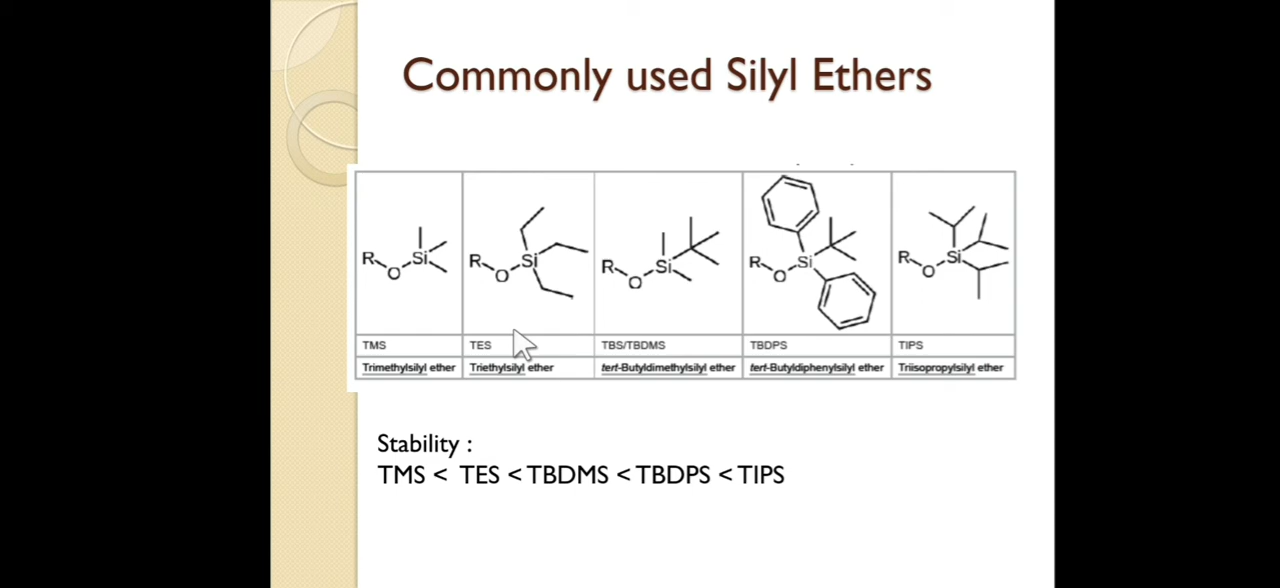 Commonly used Silyl Ethers
R O Si
R O Si
R O Si
R O Si
R O Si
TMS TES TBS/TBDMS TBDPS TIPS
Trimethylsilyl ether Triethylsilyl ether tert-Butyldimethylsilyl ether tert-Butyldiphenylsilyl ether Triisopropylsilyl ether
Stability :
TMS < TES < TBDMS < TBDPS < TIPS